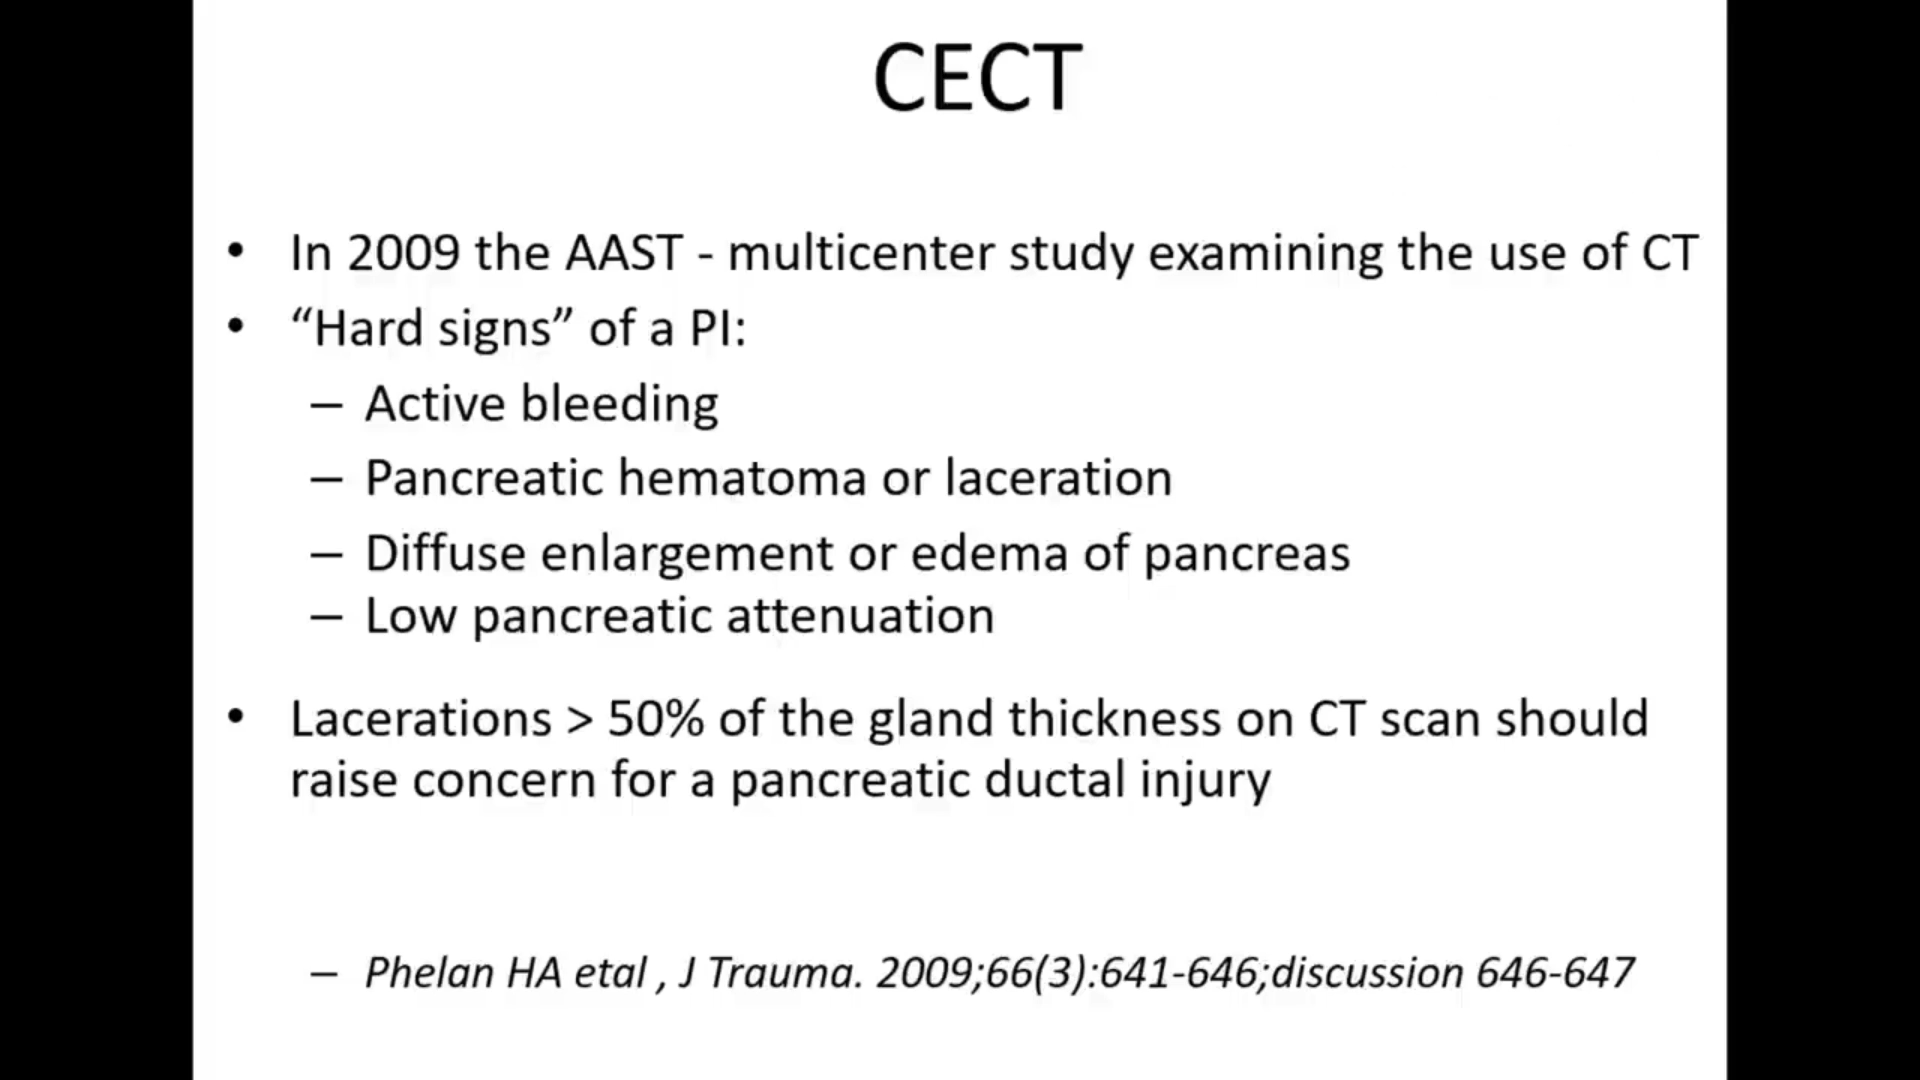 CECT
• In 2009 the AAST - multicenter study examining the use of CT
• “Hard signs” of a PI:
– Active bleeding
– Pancreatic hematoma or laceration
– Diffuse enlargement or edema of pancreas
– Low pancreatic attenuation
• Lacerations > 50% of the gland thickness on CT scan should
raise concern for a pancreatic ductal injury
– Phelan HA etal , J Trauma. 2009;66(3):641-646;discussion 646-647